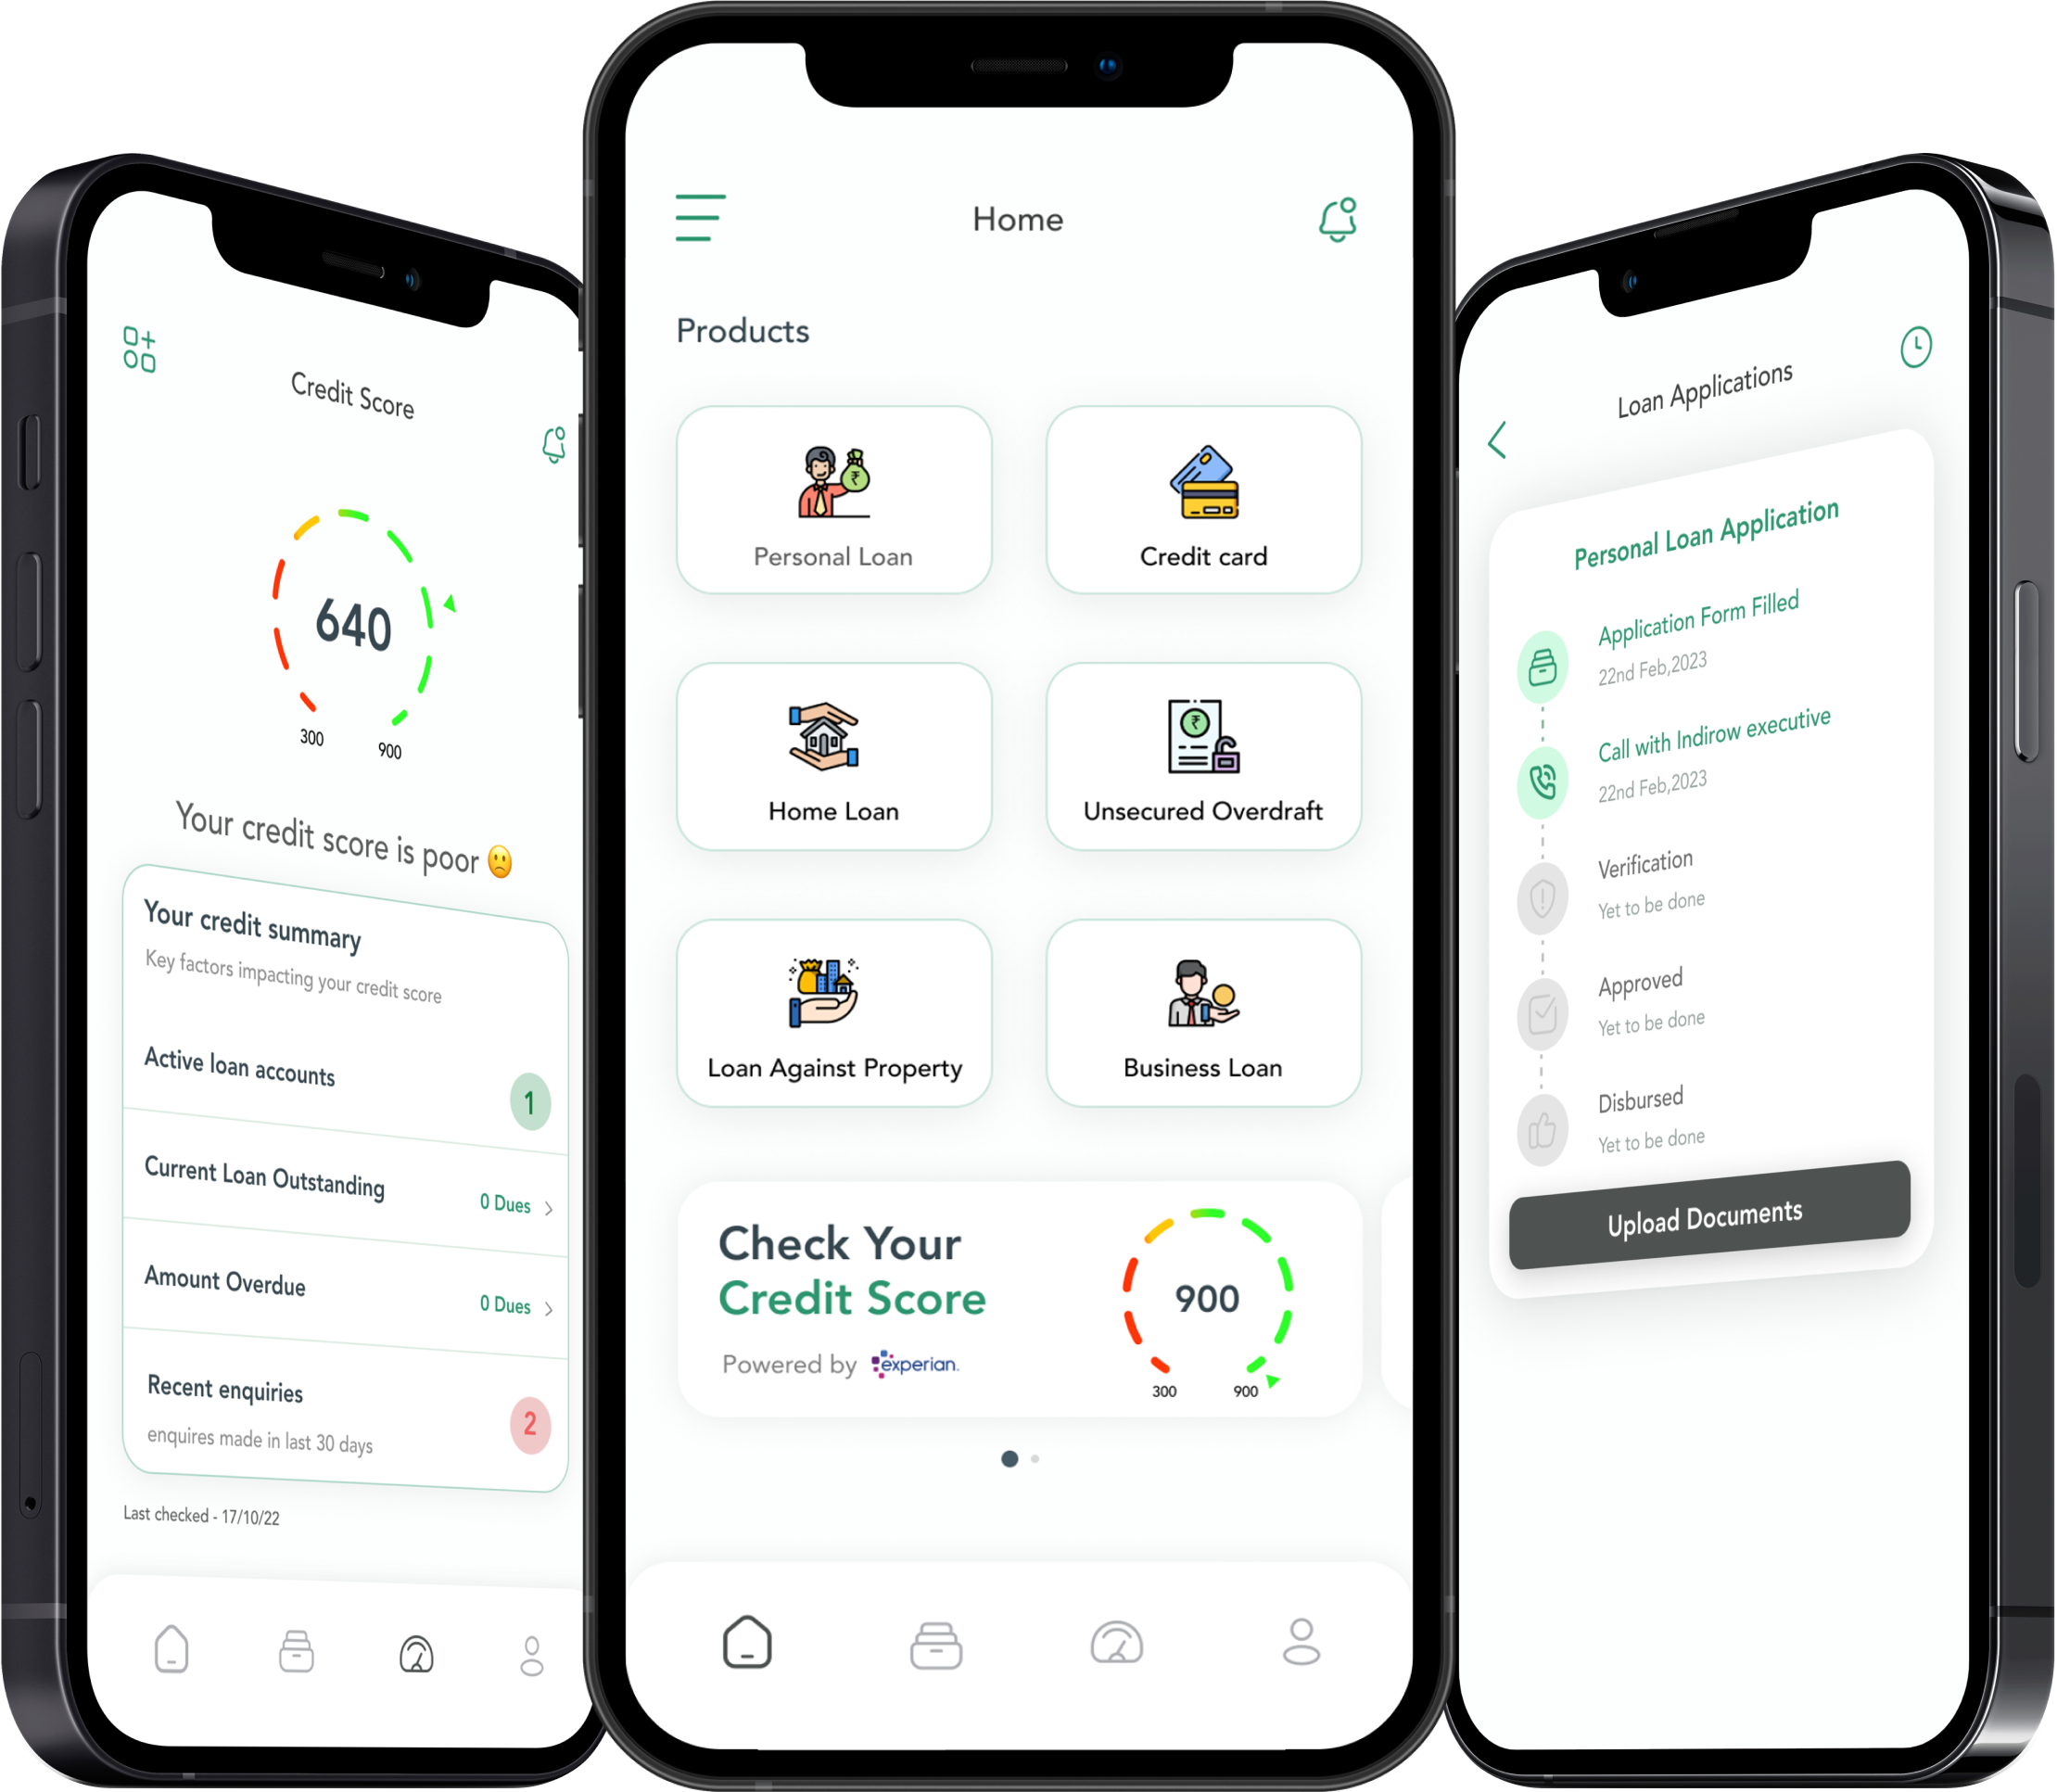 Credit Score
640
300
900
Your credit score is poor 🙁
Your credit summary
Key factors impacting your credit score
Active loan accounts
1
Current Loan Outstanding
0 Dues
Amount Overdue
0 Dues
Recent enquiries
2
enquires made in last 30 days
Last checked - 17/10/22
Home
Products
Personal Loan
Credit card
₹
Home Loan
Unsecured Overdraft
₹
Loan Against Property
Business Loan
Check Your
Credit Score
900
Powered by experian.
300
900
Loan Applications
Personal Loan Application
Application Form Filled
22nd Feb,2023
Call with Indirow executive
22nd Feb,2023
Verification
Yet to be done
Approved
Yet to be done
Disbursed
Yet to be done
Upload Documents